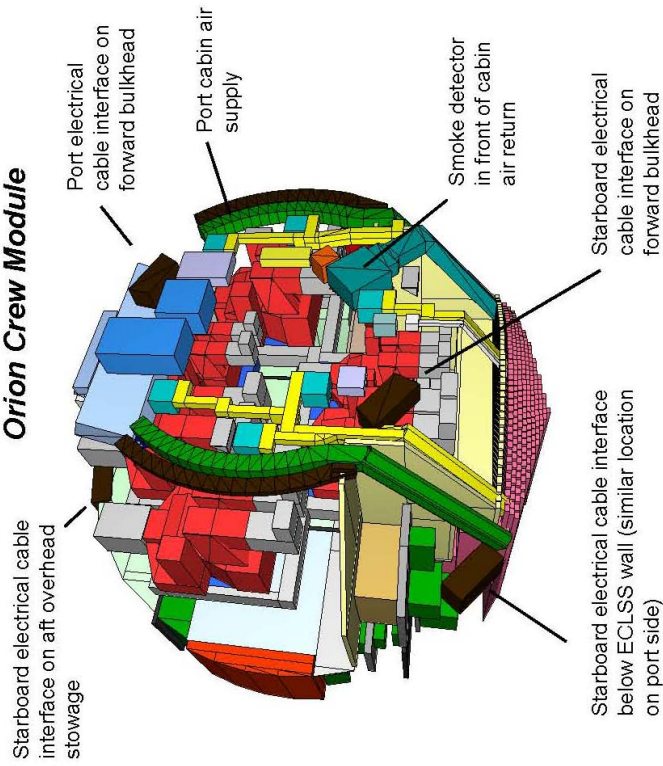 Orion Crew Module
Starboard electrical cable
interface on aft overhead
stowage
Port electrical
cable interface on
forward bulkhead
Port cabin air
supply
Smoke detector
in front of cabin
air return
Starboard electrical
cable interface on
forward bulkhead
Starboard electrical cable interface
below ECLSS wall (similar location
on port side)